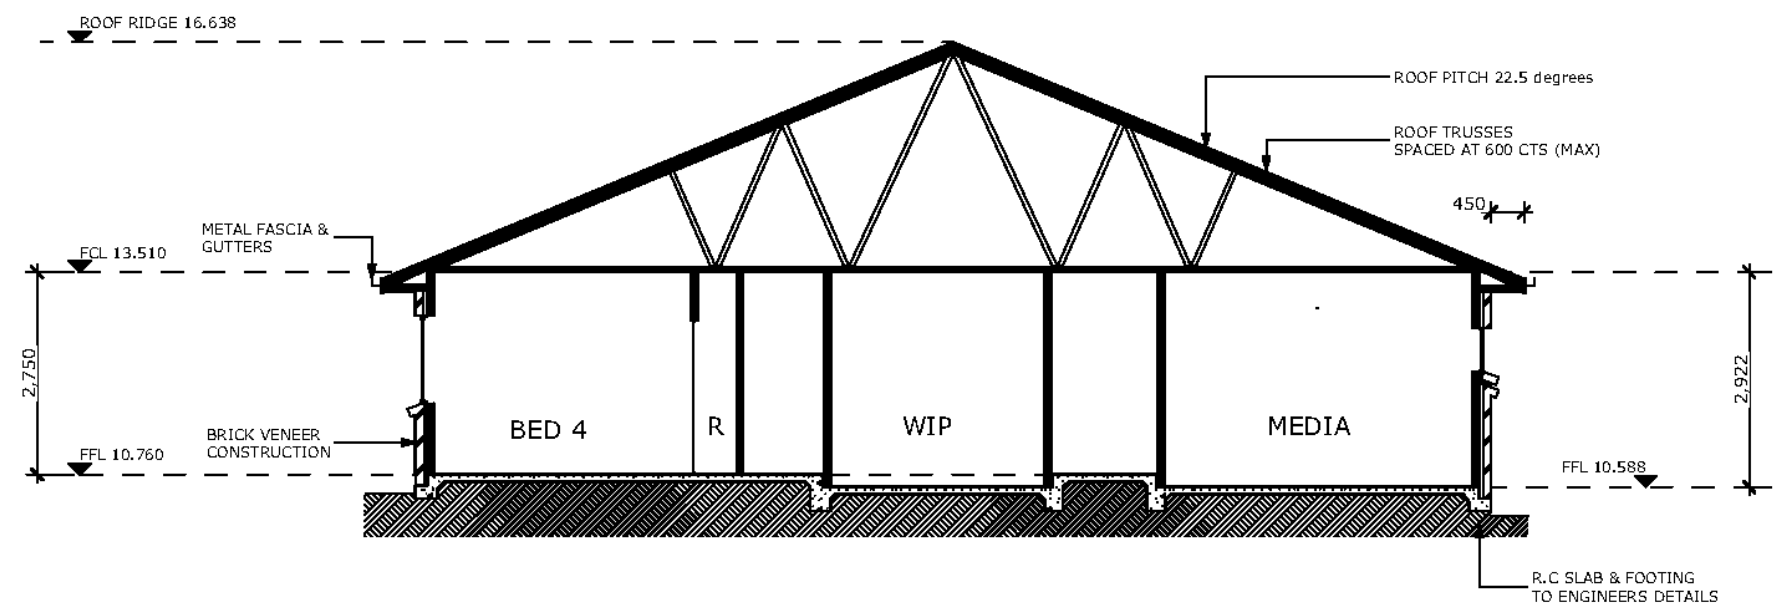 ROOF RIDGE 16.638
ROOF PITCH 22.5 degrees
ROOF TRUSSES
SPACED AT 600 CTS (MAX)
450
METAL FASCIA &
GUTTERS
FCL 13.510
2,750
2,922
BED 4
R
WIP
MEDIA
BRICK VENEER
CONSTRUCTION
FFL 10.760
FFL 10.588
R.C SLAB & FOOTING
TO ENGINEERS DETAILS